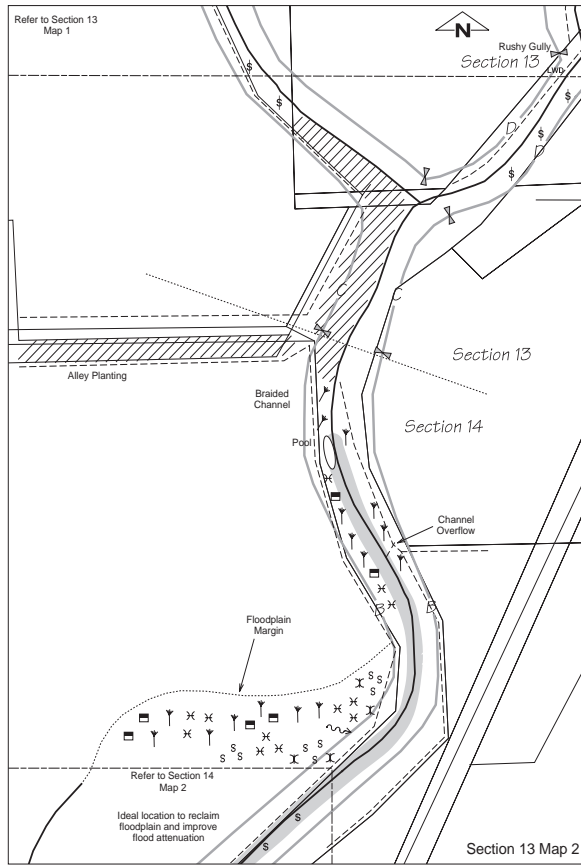 Refer to Section 13
Map 1
N
Rushy Gully
Section 13
LWD
$
$
$
$
$
D
D
C
C
Section 13
Alley Planting
Braided
Channel
Section 14
Pool
Channel
Overflow
B
B
Floodplain
Margin
S
S
S
S
S
S
S
S
S
S
S
Refer to Section 14
Map 2
Ideal location to reclaim
floodplain and improve
flood attenuation
S
S
Section 13 Map 2